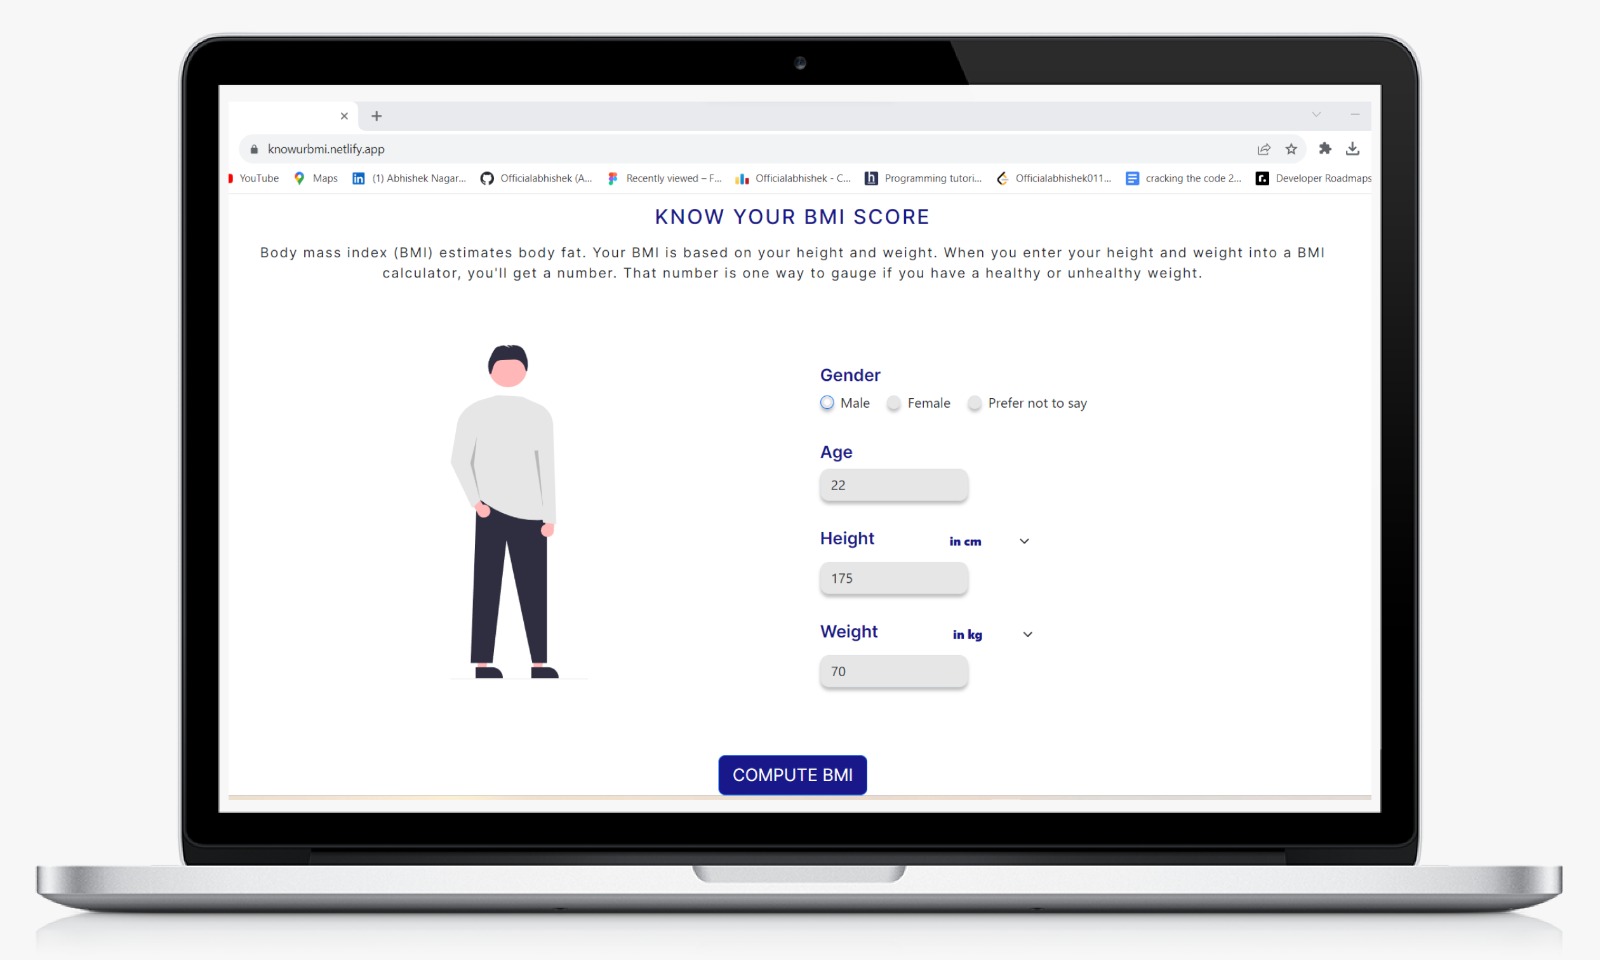 knowurbmi.netlify.app
YouTube Maps (1) Abhishek Nagar... Officialabhishek (A... Recently viewed – F... Officialabhishek - C... Programming tutori... Officialabhishek011... cracking the code 2... Developer Roadmaps
KNOW YOUR BMI SCORE
Body mass index (BMI) estimates body fat. Your BMI is based on your height and weight. When you enter your height and weight into a BMI
calculator, you'll get a number. That number is one way to gauge if you have a healthy or unhealthy weight.
Gender
Male Female Prefer not to say
Age
22
Height in cm
175
Weight in kg
70
COMPUTE BMI